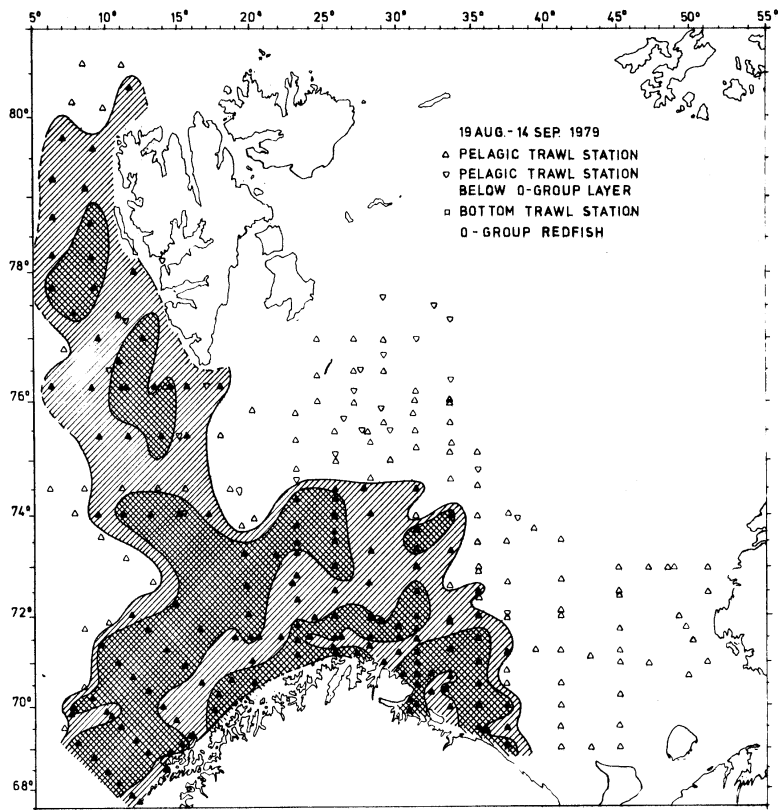 5° 10° 15° 20° 25° 30° 35° 40° 45° 50° 55°
80°
78°
76°
74°
72°
70°
68°
19 AUG.-14 SEP. 1979
△ PELAGIC TRAWL STATION
▽ PELAGIC TRAWL STATION
BELOW 0-GROUP LAYER
□ BOTTOM TRAWL STATION
0-GROUP REDFISH